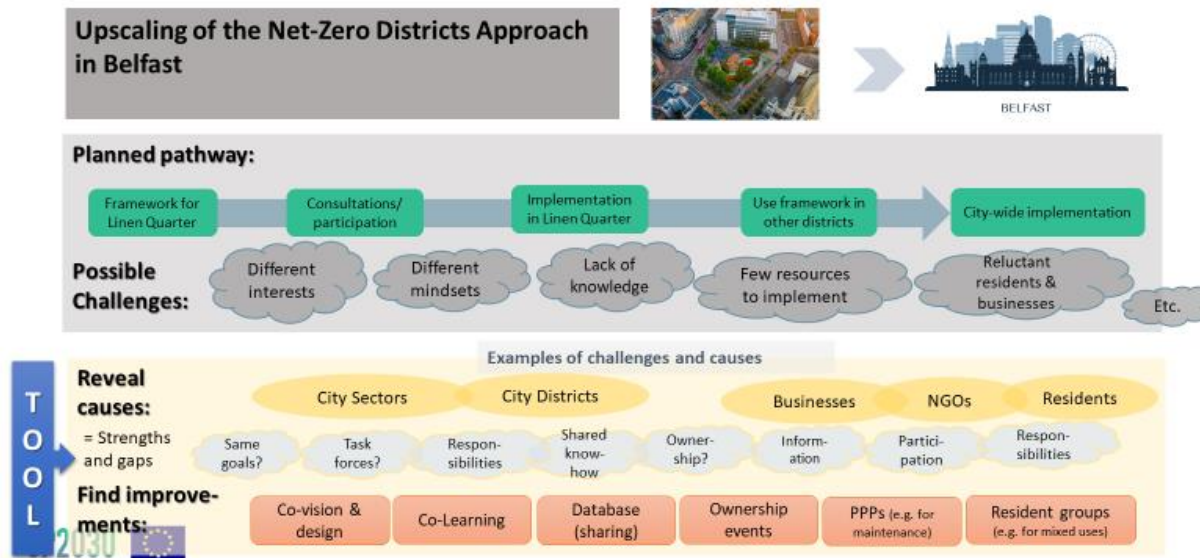 Upscaling of the Net-Zero Districts Approach
in Belfast
BELFAST
Planned pathway:
Framework for
Linen Quarter
Consultations/
participation
Implementation
in Linen Quarter
Use framework in
other districts
City-wide implementation
Possible
Challenges:
Different
interests
Different
mindsets
Lack of
knowledge
Few resources
to implement
Reluctant
residents &
businesses
Etc.
Examples of challenges and causes
TOOL
Reveal
causes:
= Strengths
and gaps
City Sectors
City Districts
Businesses
NGOs
Residents
Same
goals?
Task
forces?
Respon-
sibilities
Shared
know-
how
Owner-
ship?
Inform-
ation
Partici-
pation
Respon-
sibilities
Find improve-
ments:
Co-vision &
design
Co-Learning
Database
(sharing)
Ownership
events
PPPs (e.g. for
maintenance)
Resident groups
(e.g. for mixed uses)
2030